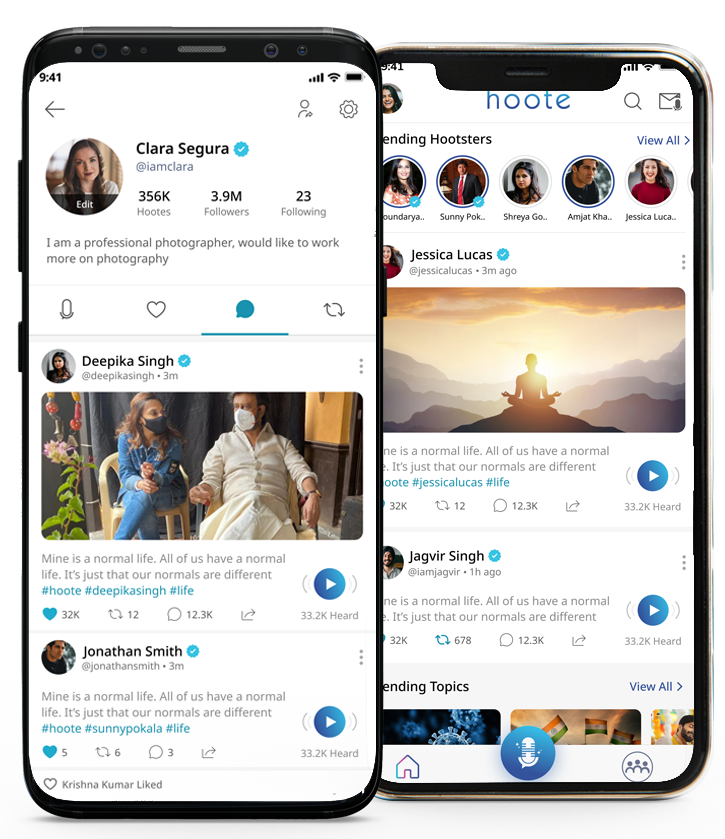 9:41
Clara Segura
@iamclara
Edit
356K 3.9M 23
Hootes Followers Following
I am a professional photographer, would like to work
more on photography
Deepika Singh
@deepikasingh • 3m
Mine is a normal life. All of us have a normal
life. It's just that our normals are different
#hoote #deepikasingh #life
32K 12 12.3K 33.2K Heard
Jonathan Smith
@jonathansmith • 3m
Mine is a normal life. All of us have a normal
life. It's just that our normals are different
#hoote #sunnypokala #life
5 6 3 33.2K Heard
Krishna Kumar Liked
9:41
hoote
ending Hootsters View All
oundarya.. Sunny Pok.. Shreya Go.. Amjat Kha.. Jessica Luca..
Jessica Lucas
@jessicalucas • 3m ago
ne is a normal life. All of us have a normal
e. It's just that our normals are different
oote #jessicalucas #life
32K 12 12.3K 33.2K Heard
Jagvir Singh
@iamjagvir • 1h ago
ne is a normal life. All of us have a normal
e. It's just that our normals are different
32K 678 12.3K 33.2K Heard
ending Topics View All